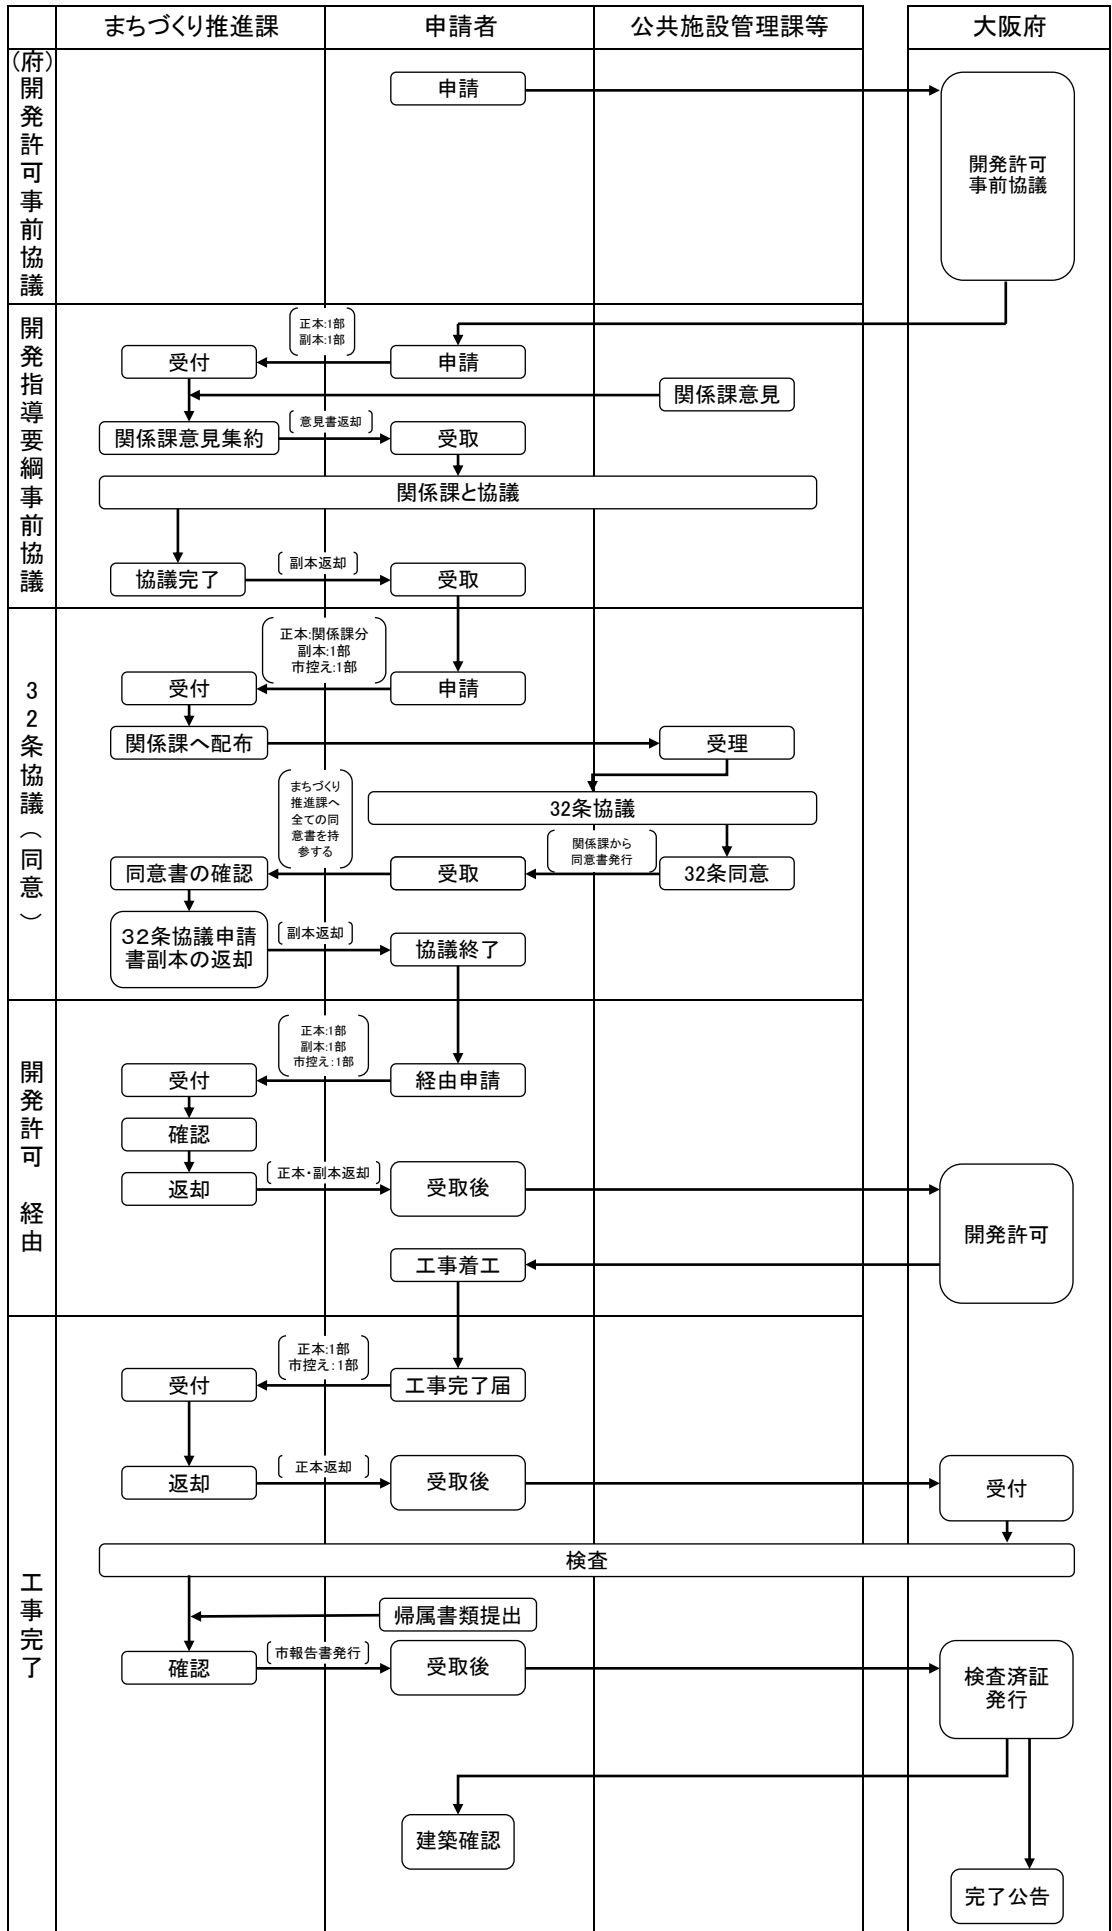 まちづくり推進課
申請者
公共施設管理課等
大阪府
(府)開発許可事前協議
申請
開発許可
事前協議
開発指導要綱事前協議
正本:1部
副本:1部
受付
申請
関係課意見
関係課意見集約
意見書返却
受取
関係課と協議
協議完了
副本返却
受取
32条協議(同意)
正本:関係課分
副本:1部
市控え:1部
受付
申請
関係課へ配布
受理
まちづくり
推進課へ
全ての同
意書を持
参する
32条協議
関係課から
同意書発行
同意書の確認
受取
32条同意
32条協議申請
書副本の返却
副本返却
協議終了
開発許可 経由
正本:1部
副本:1部
市控え:1部
受付
経由申請
確認
返却
正本・副本返却
受取後
開発許可
工事着工
工事完了
正本:1部
市控え:1部
受付
工事完了届
返却
正本返却
受取後
受付
検査
帰属書類提出
確認
市報告書発行
受取後
検査済証
発行
建築確認
完了公告